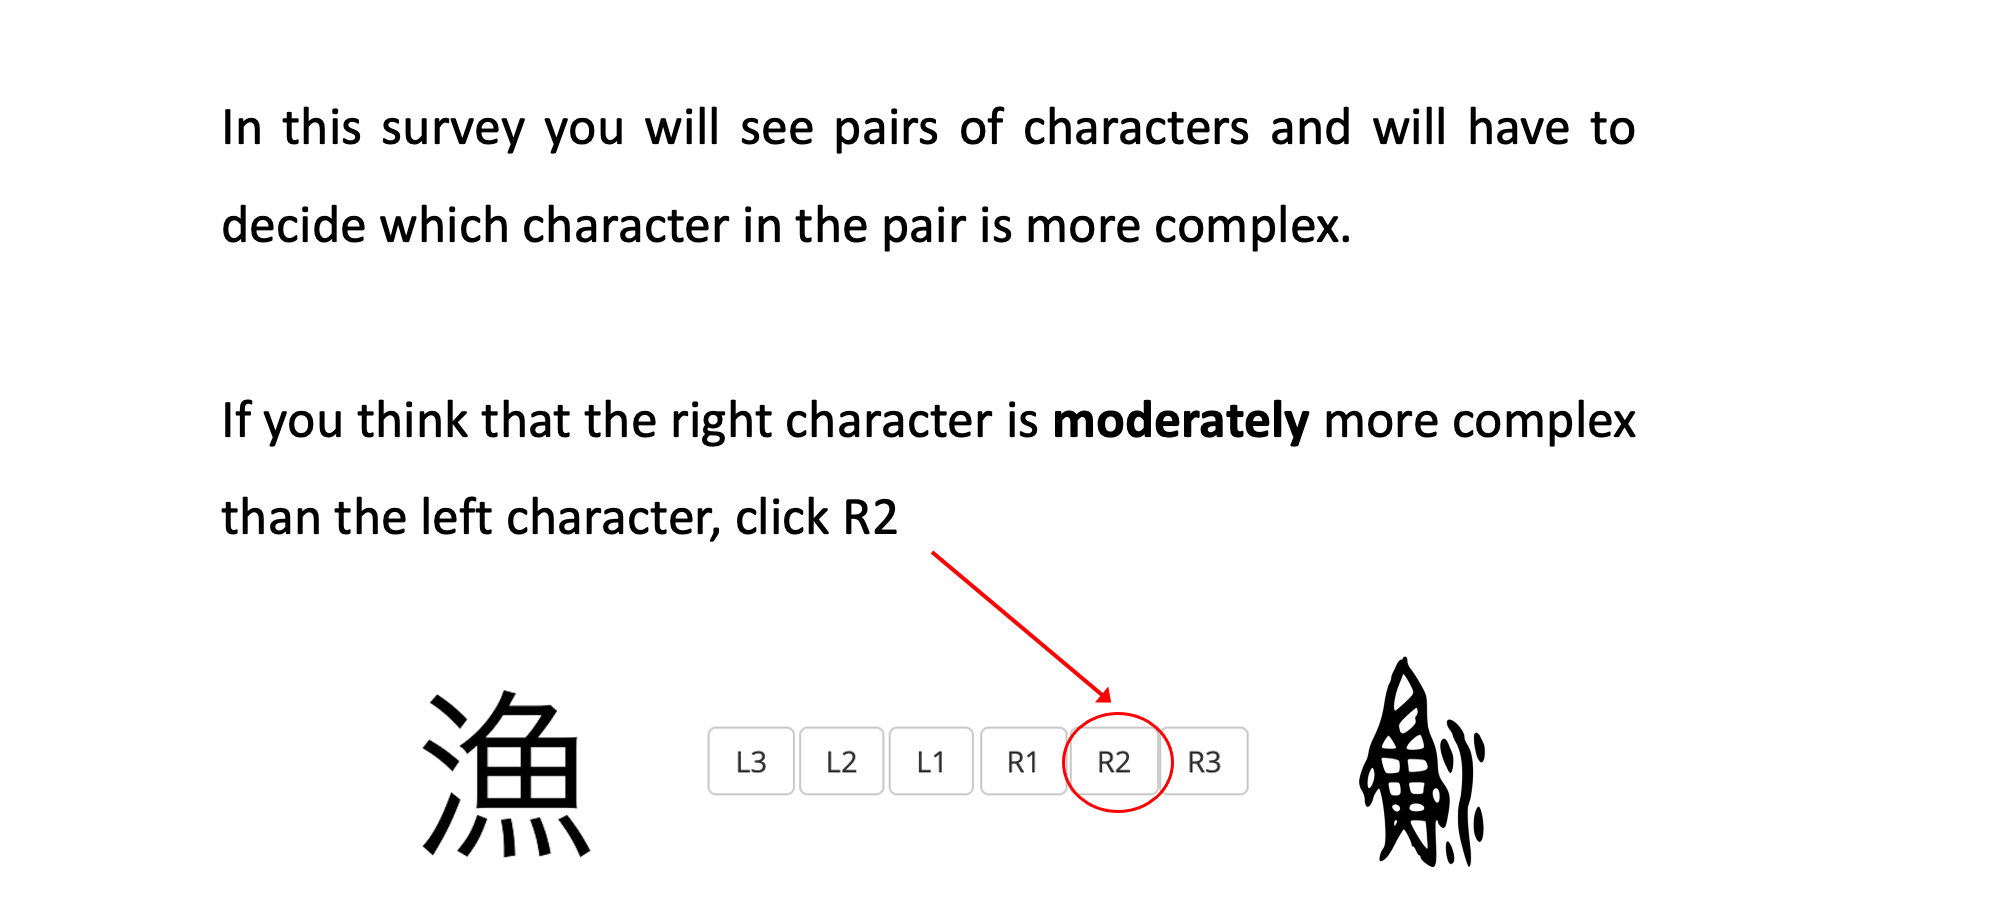 In this survey you will see pairs of characters and will have to
decide which character in the pair is more complex.
If you think that the right character is moderately more complex
than the left character, click R2
漁 L3 L2 L1 R1 R2 R3